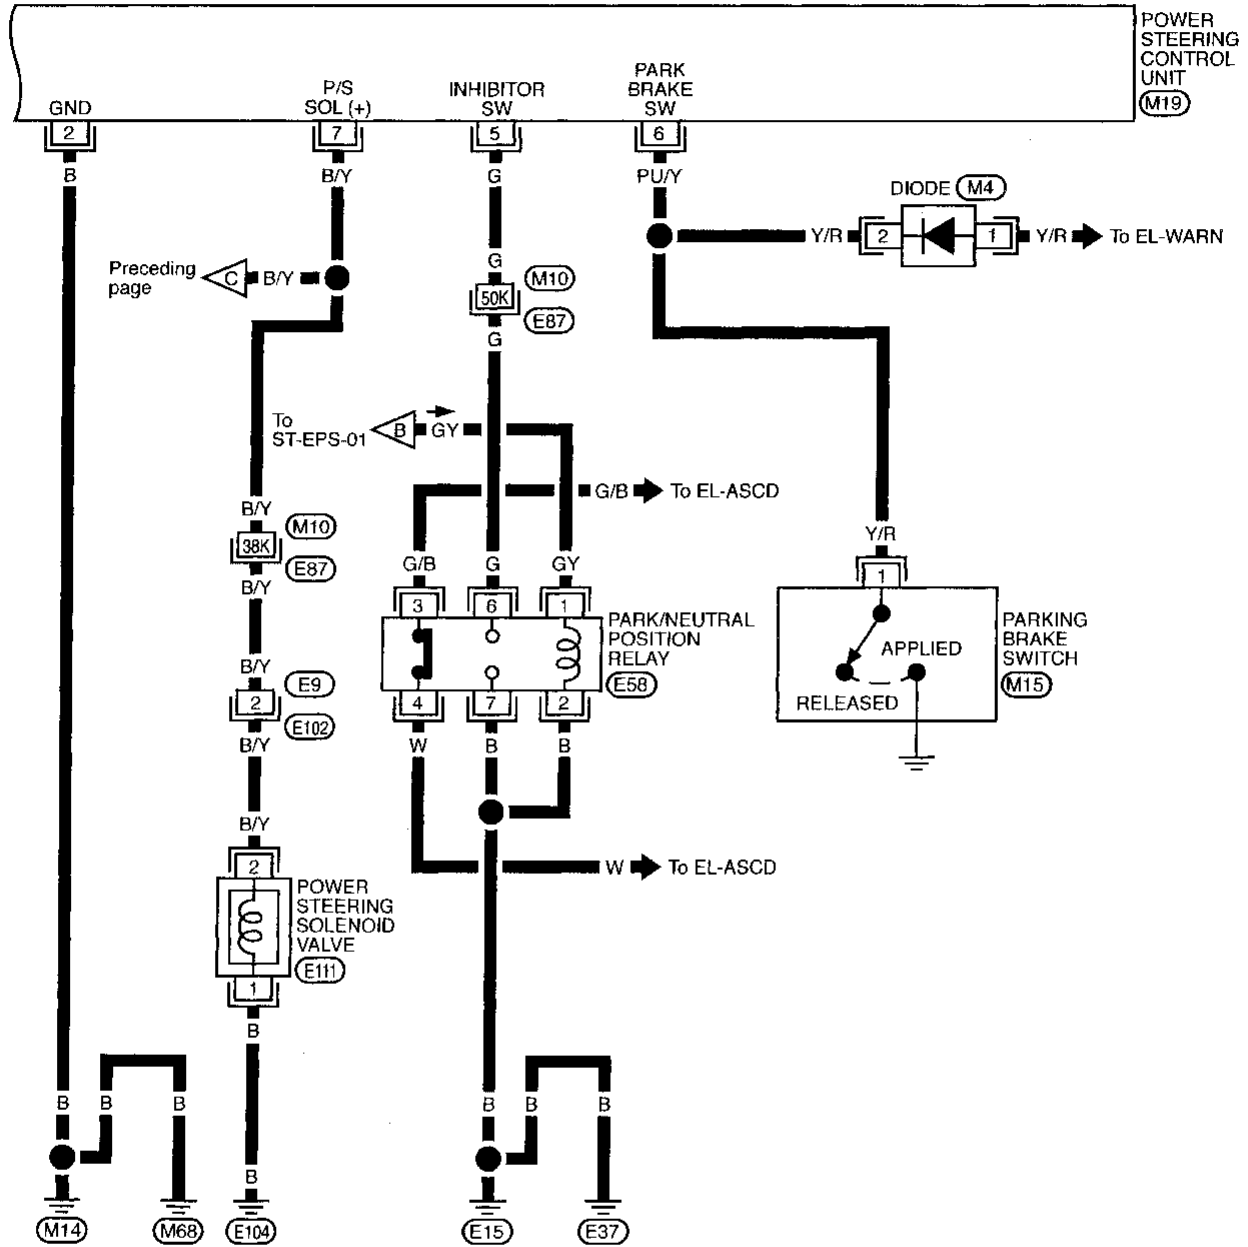 POWER
STEERING
CONTROL
UNIT
M19
GND
P/S
SOL (+)
INHIBITOR
SW
PARK
BRAKE
SW
2
7
5
6
B
B/Y
G
PU/Y
DIODE M4
Y/R
2
1
Y/R
To EL-WARN
Preceding
page
C
B/Y
G
50K
M10
E87
G
To
ST-EPS-01
B
GY
G/B
To EL-ASCD
B/Y
38K
M10
E87
B/Y
G/B
G
GY
Y/R
3
6
1
PARK/NEUTRAL
POSITION
RELAY
E58
1
APPLIED
RELEASED
PARKING
BRAKE
SWITCH
M15
B/Y
2
E9
E102
B/Y
4
7
2
W
B
B
B/Y
W
To EL-ASCD
2
POWER
STEERING
SOLENOID
VALVE
E111
1
B
B
B
B
B
B
B
B
M14
M68
E104
E15
E37